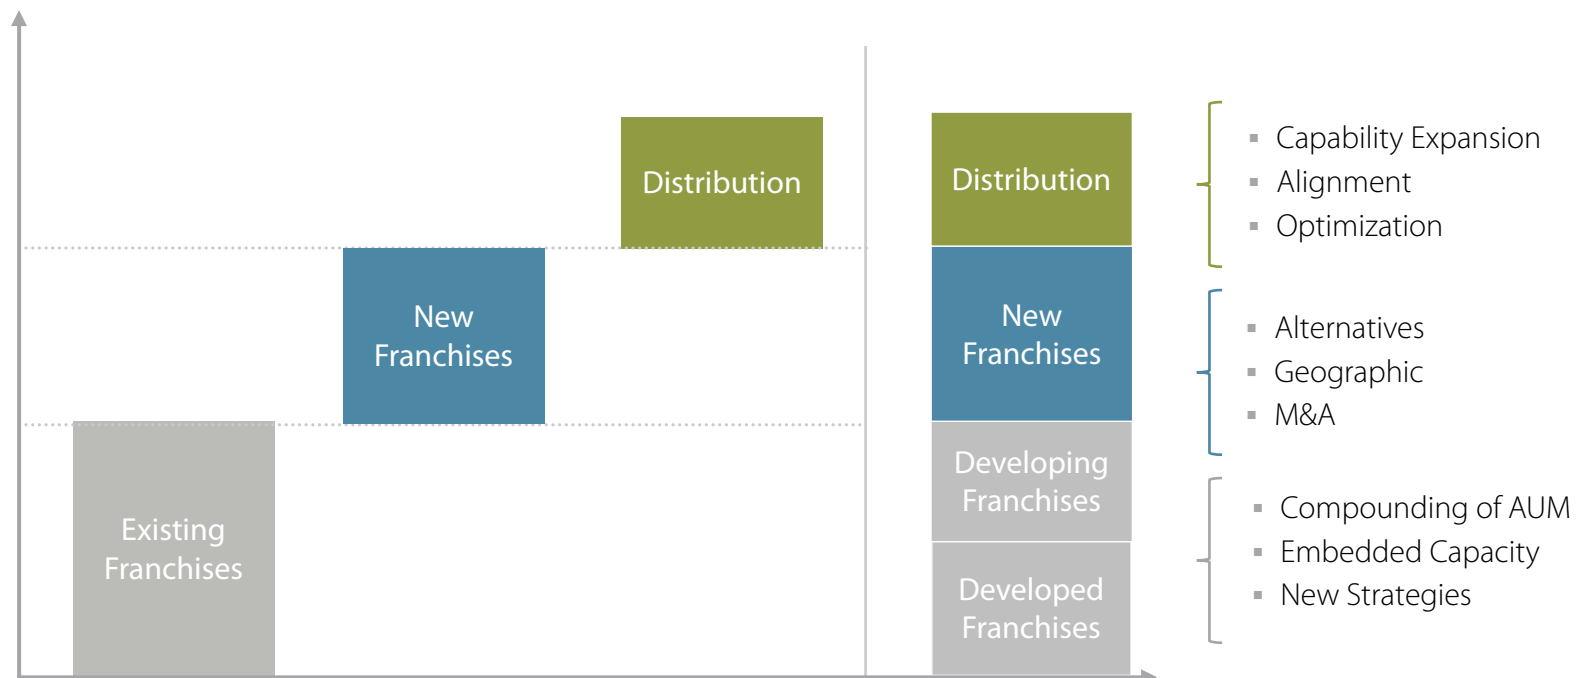 Distribution
New
Franchises
Existing
Franchises
Distribution
New
Franchises
Developing
Franchises
Developed
Franchises
▪ Capability Expansion
▪ Alignment
▪ Optimization
▪ Alternatives
▪ Geographic
▪ M&A
▪ Compounding of AUM
▪ Embedded Capacity
▪ New Strategies